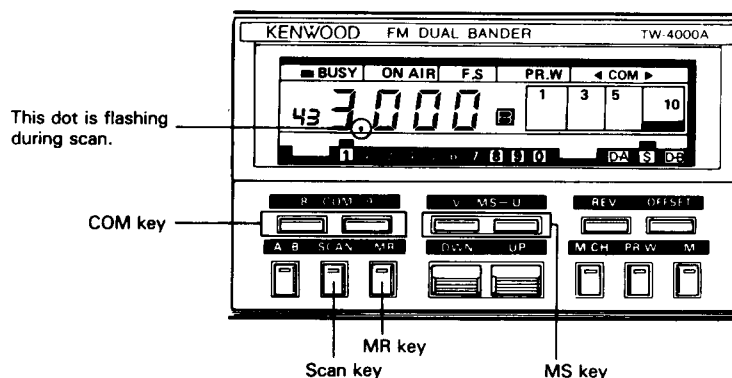 KENWOOD FM DUAL BANDER TW-4000A
BUSY ON AIR F.S PR.W ◄ COM ►
This dot is flashing
during scan.
43 3.000 B 1 3 5 10
1 6 7 8 9 0 D-A S D-B
COM key
B COM A V MS-U REV OFFSET
A B SCAN MR DWN UP M CH PR.W M
MR key
Scan key MS key